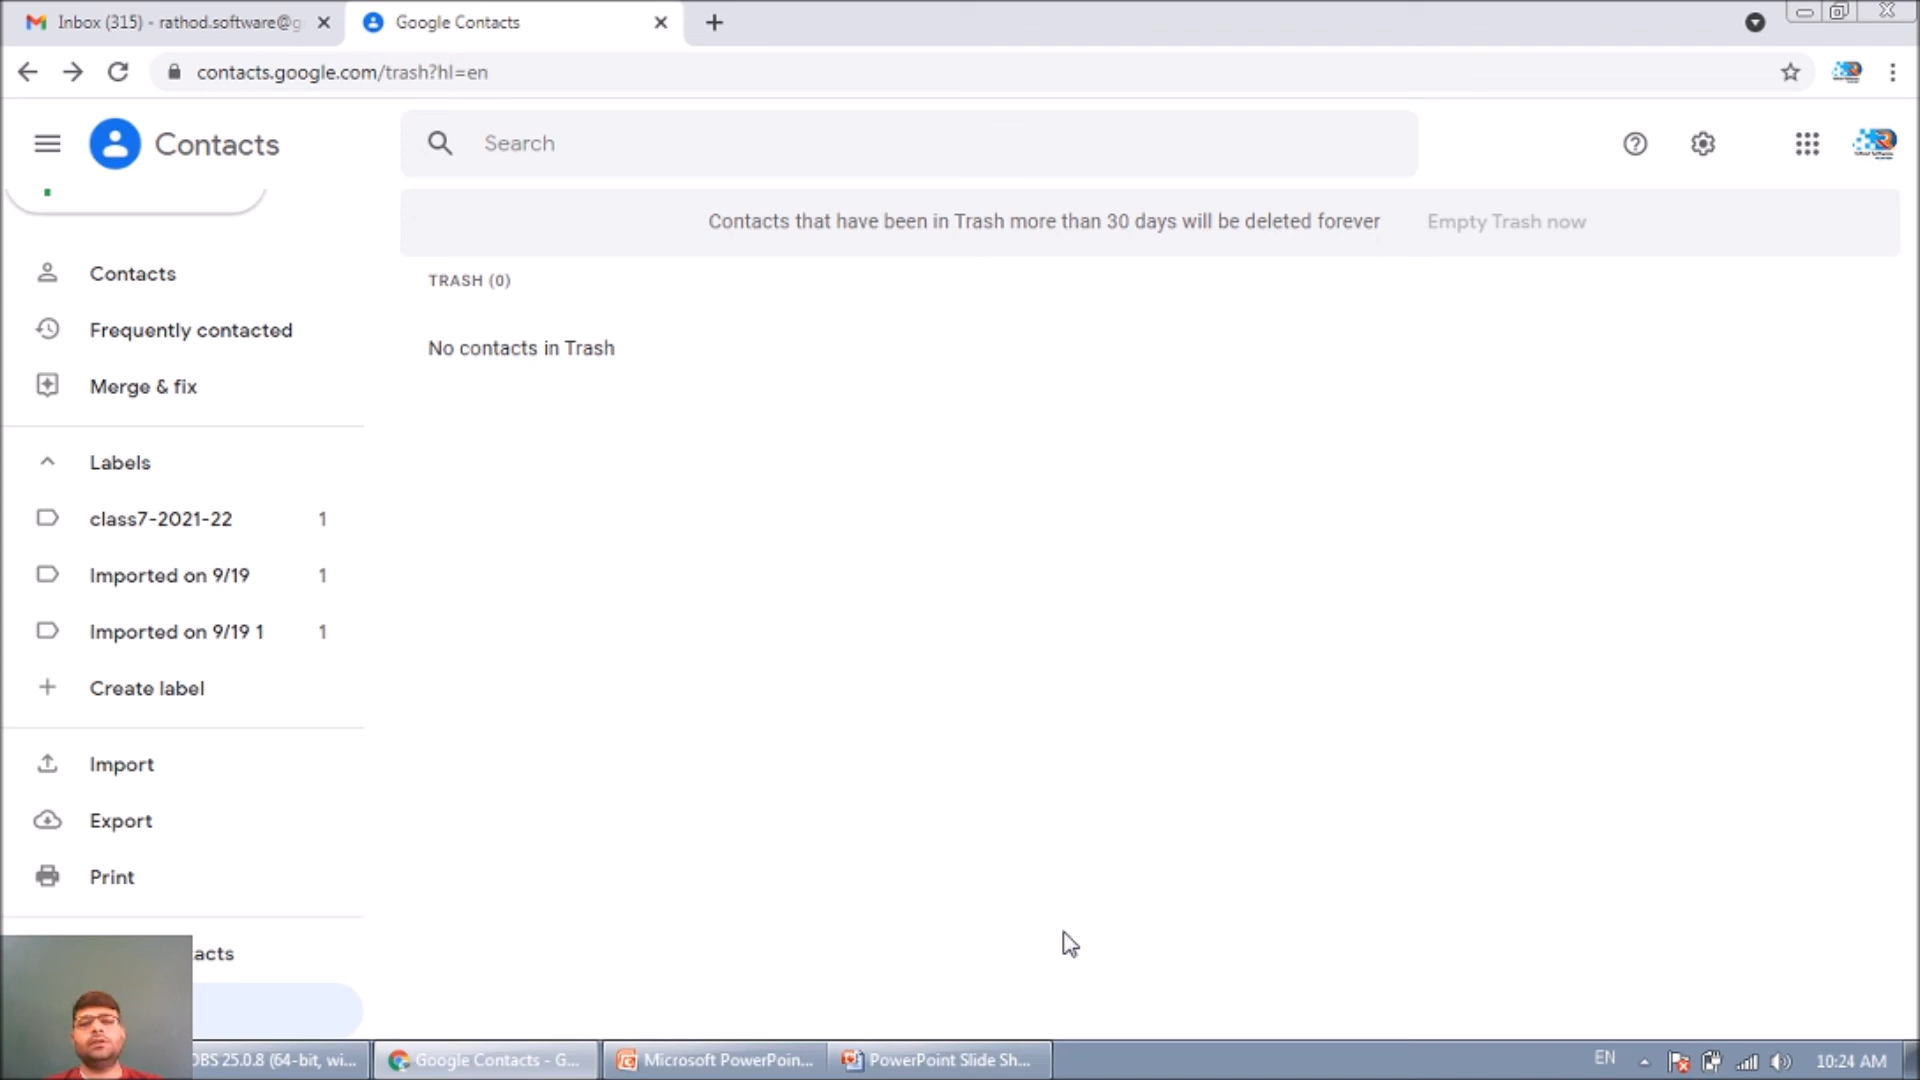 Inbox (315) - rathod.software@g
Google Contacts
contacts.google.com/trash?hl=en
Contacts
Search
Contacts that have been in Trash more than 30 days will be deleted forever
Empty Trash now
TRASH (0)
No contacts in Trash
Contacts
Frequently contacted
Merge & fix
Labels
class7-2021-22 1
Imported on 9/19 1
Imported on 9/19 1 1
Create label
Import
Export
Print
acts
OBS 25.0.8 (64-bit, wi...
Google Contacts - G...
Microsoft PowerPoin...
PowerPoint Slide Sh...
EN
10:24 AM